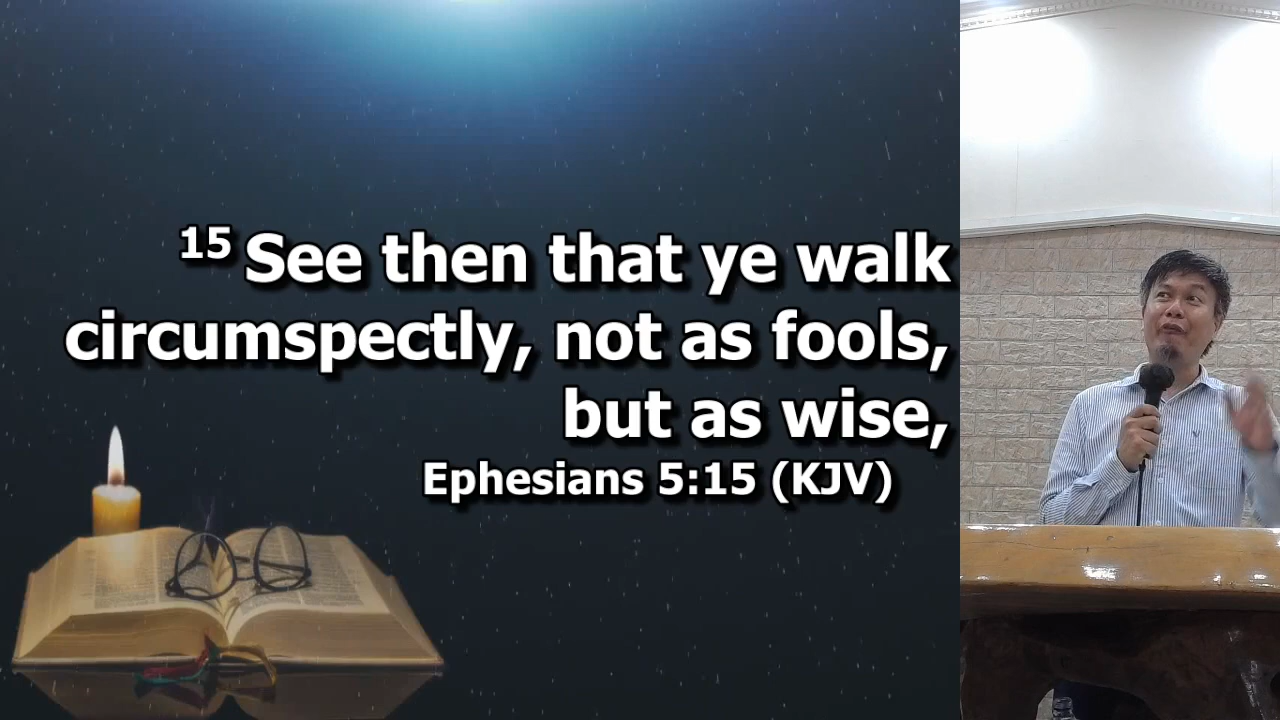 15 See then that ye walk
circumspectly, not as fools,
but as wise,
Ephesians 5:15 (KJV)